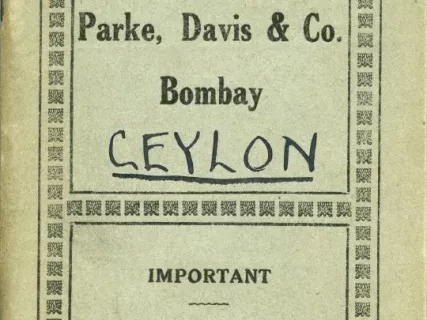 Parke, Davis & Co.
Bombay
CEYLON
IMPORTANT